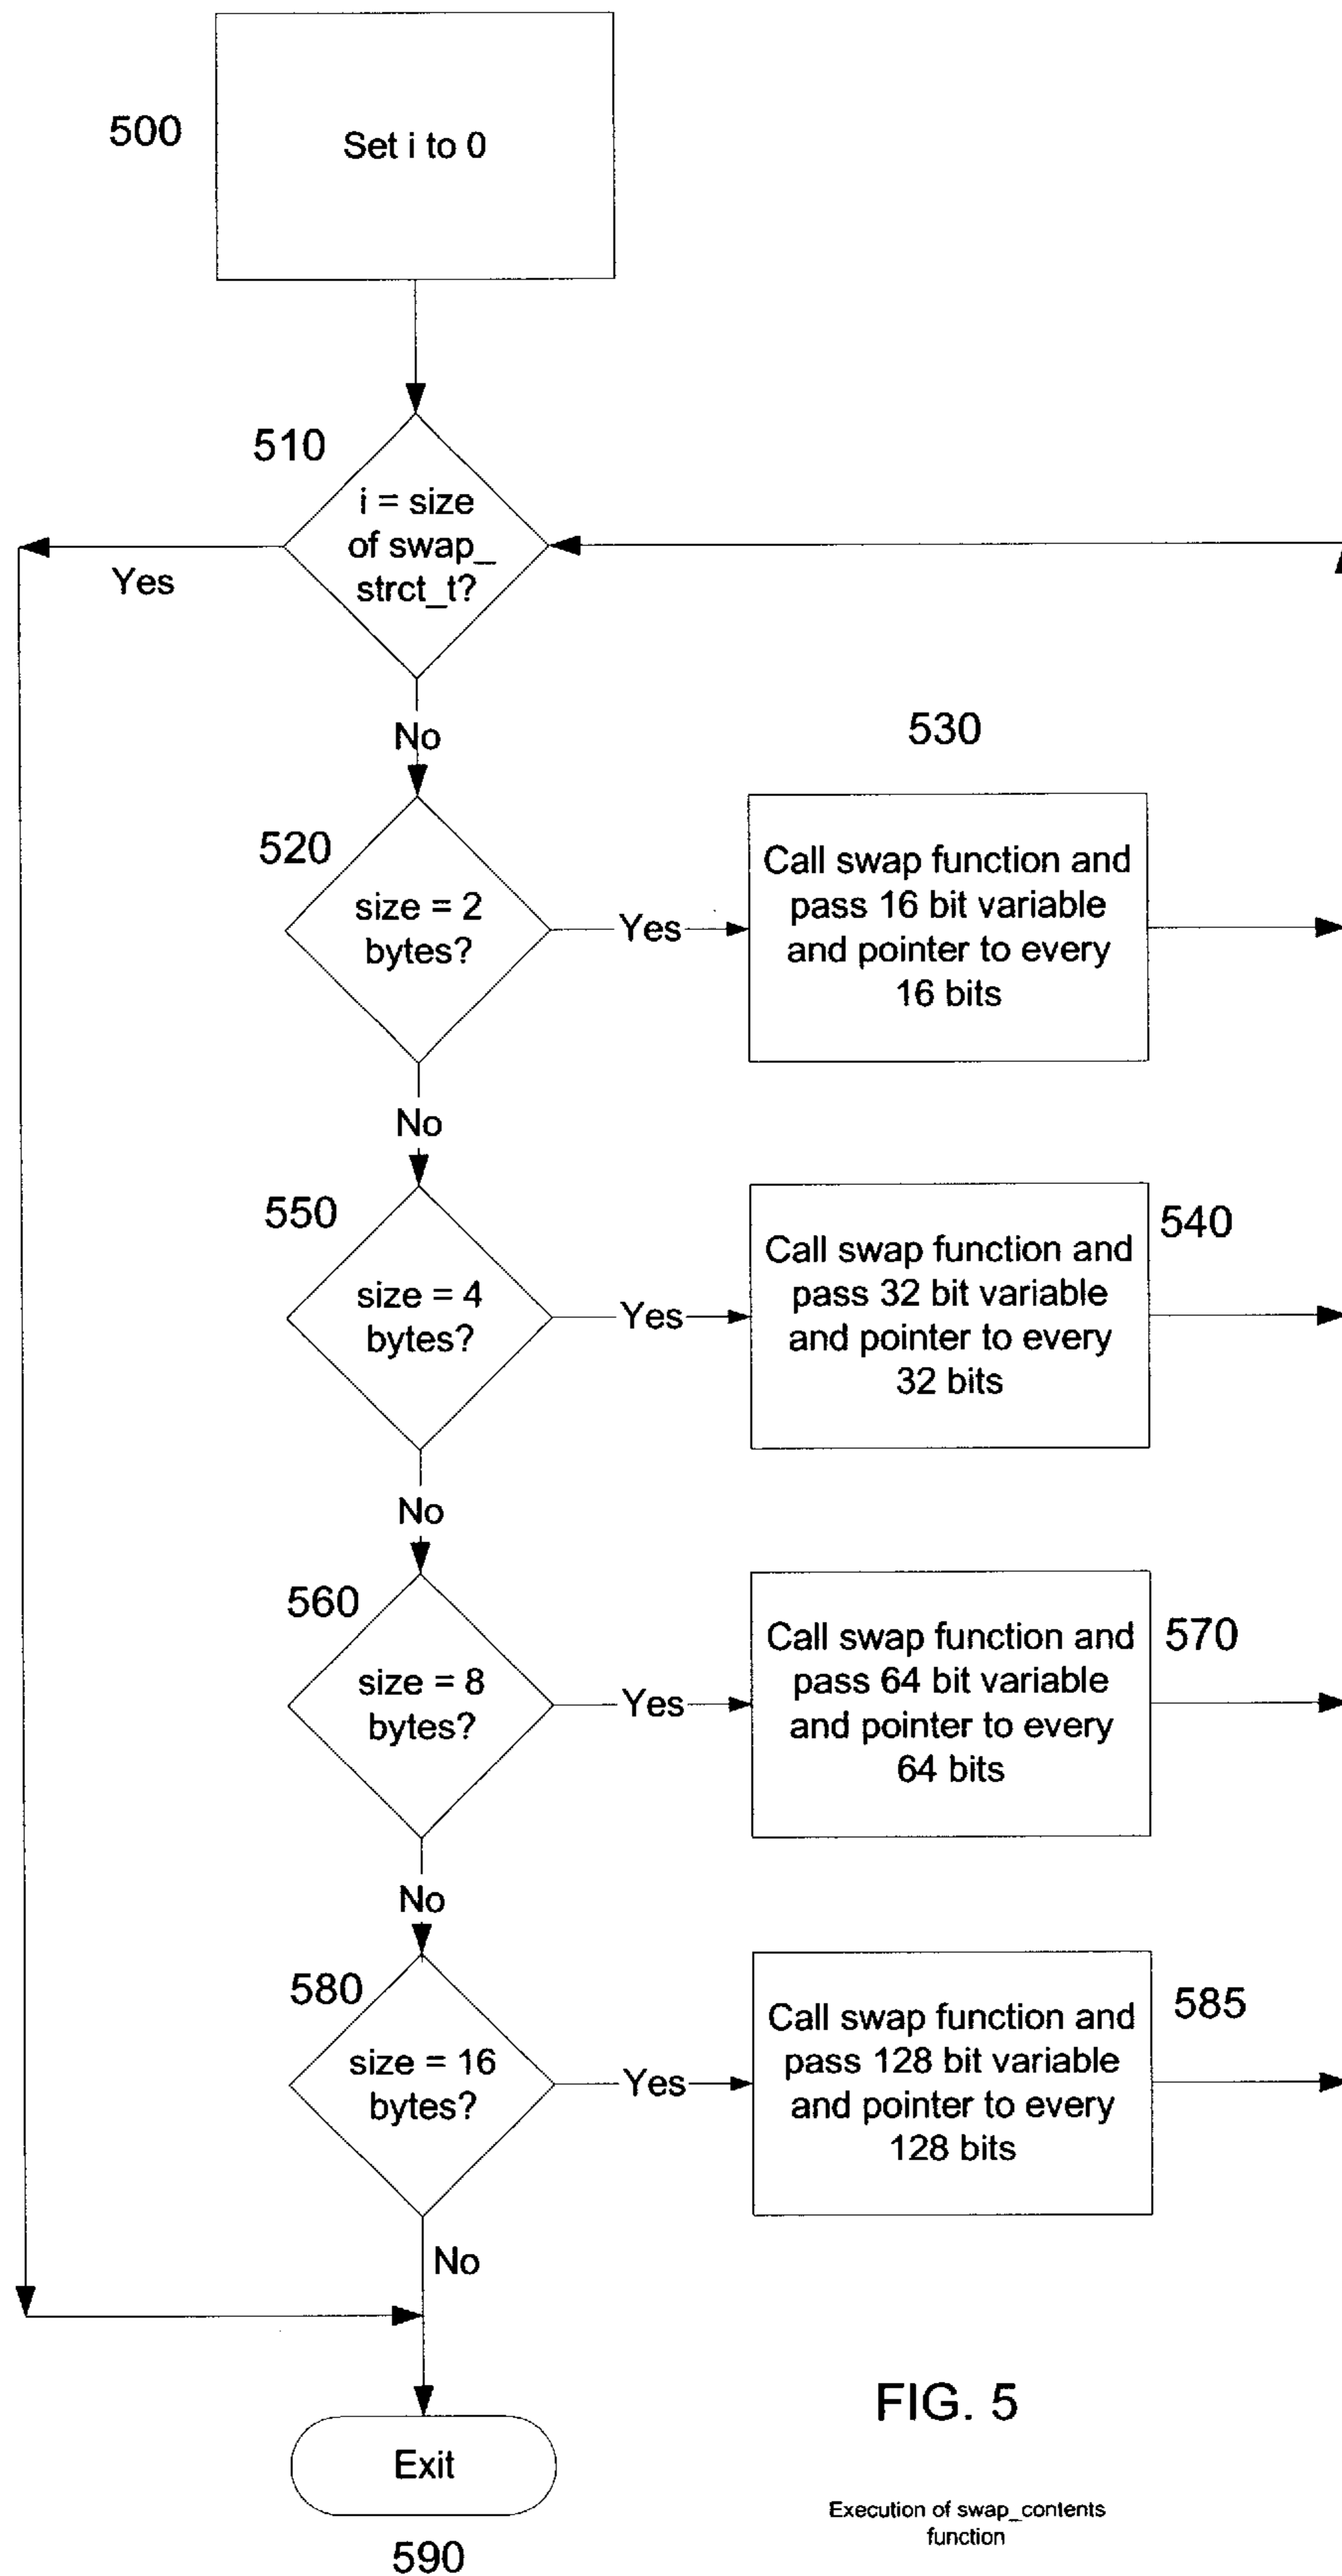 500
Set i to 0
510
i = size
of swap_
strct_t?
Yes
No
530
520
size = 2
bytes?
Yes
Call swap function and
pass 16 bit variable
and pointer to every
16 bits
No
550
size = 4
bytes?
Yes
Call swap function and
pass 32 bit variable
and pointer to every
32 bits
540
No
560
size = 8
bytes?
Yes
Call swap function and
pass 64 bit variable
and pointer to every
64 bits
570
No
580
size = 16
bytes?
Yes
Call swap function and
pass 128 bit variable
and pointer to every
128 bits
585
No
Exit
590
FIG. 5
Execution of swap_contents
function